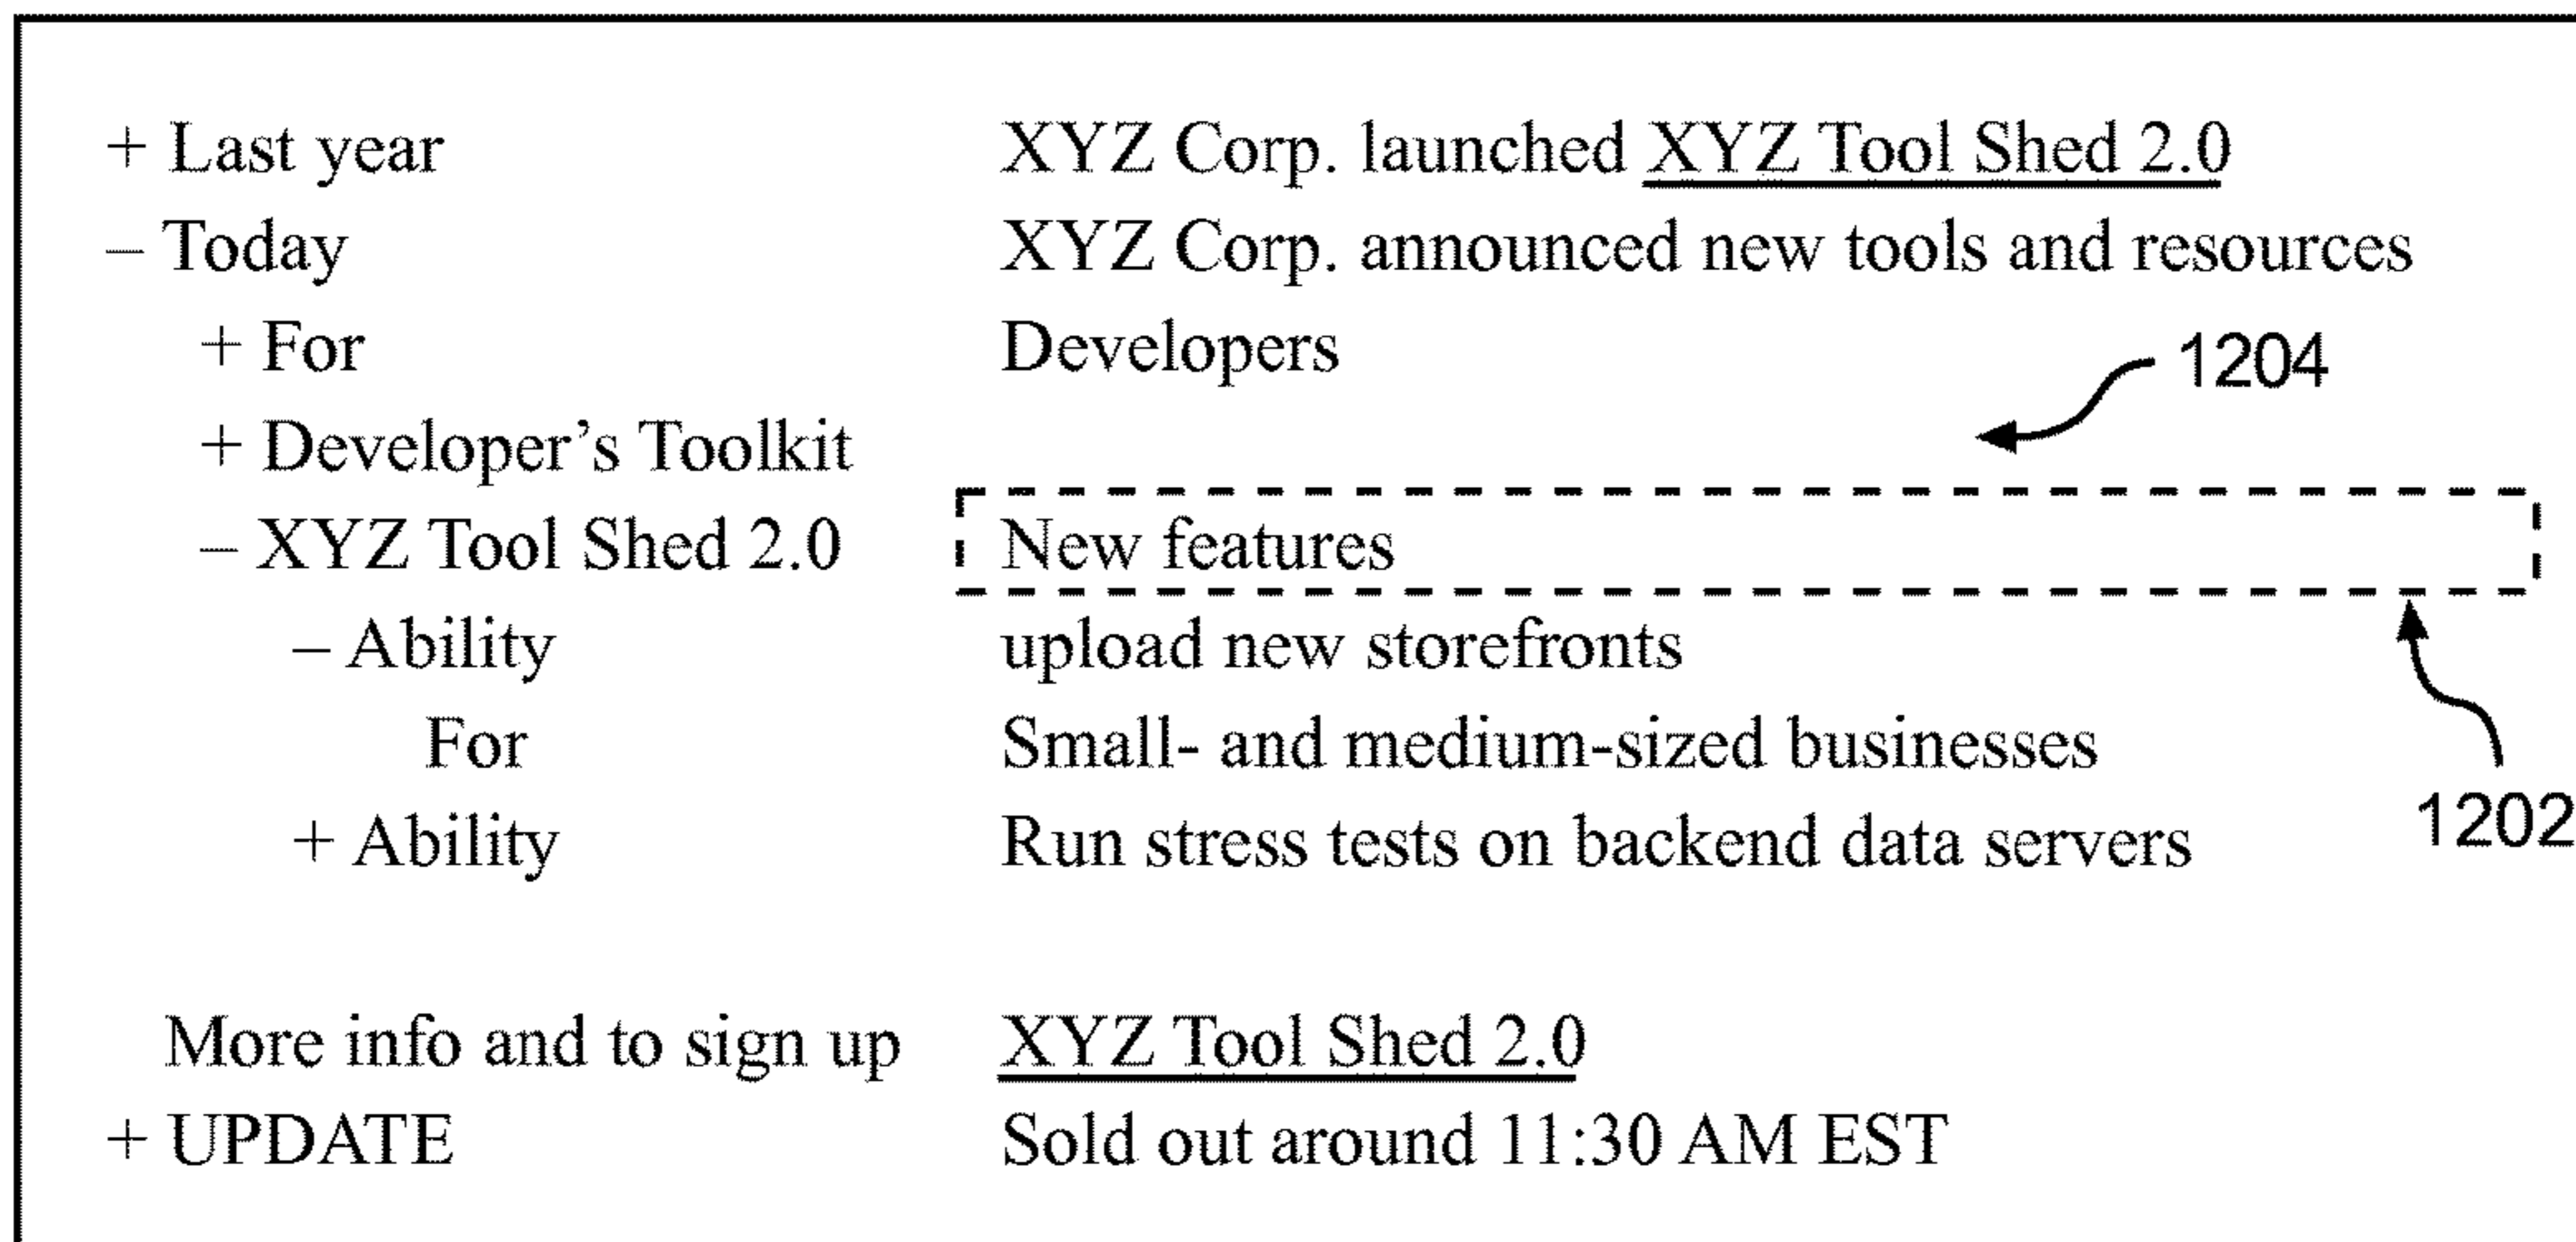 + Last year XYZ Corp. launched XYZ Tool Shed 2.0
– Today XYZ Corp. announced new tools and resources
+ For Developers
1204
+ Developer’s Toolkit
– XYZ Tool Shed 2.0 New features
– Ability upload new storefronts
For Small- and medium-sized businesses
1202
+ Ability Run stress tests on backend data servers
More info and to sign up XYZ Tool Shed 2.0
+ UPDATE Sold out around 11:30 AM EST